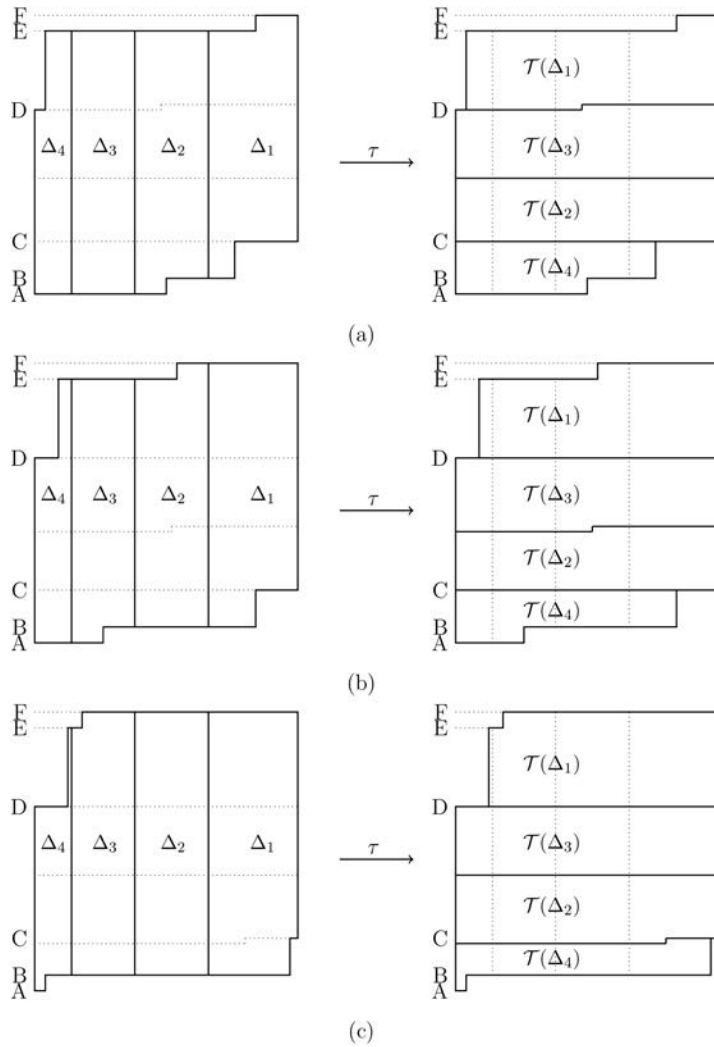 F F
E E
𝒯(Δ₁)
D D
Δ₄ Δ₃ Δ₂ Δ₁ τ 𝒯(Δ₃)
𝒯(Δ₂)
C C
𝒯(Δ₄)
B B
A A
(a)
F F
E E
𝒯(Δ₁)
D D
Δ₄ Δ₃ Δ₂ Δ₁ τ 𝒯(Δ₃)
𝒯(Δ₂)
C C
𝒯(Δ₄)
B B
A A
(b)
F F
E E
𝒯(Δ₁)
D D
Δ₄ Δ₃ Δ₂ Δ₁ τ 𝒯(Δ₃)
𝒯(Δ₂)
C C
𝒯(Δ₄)
B B
A A
(c)